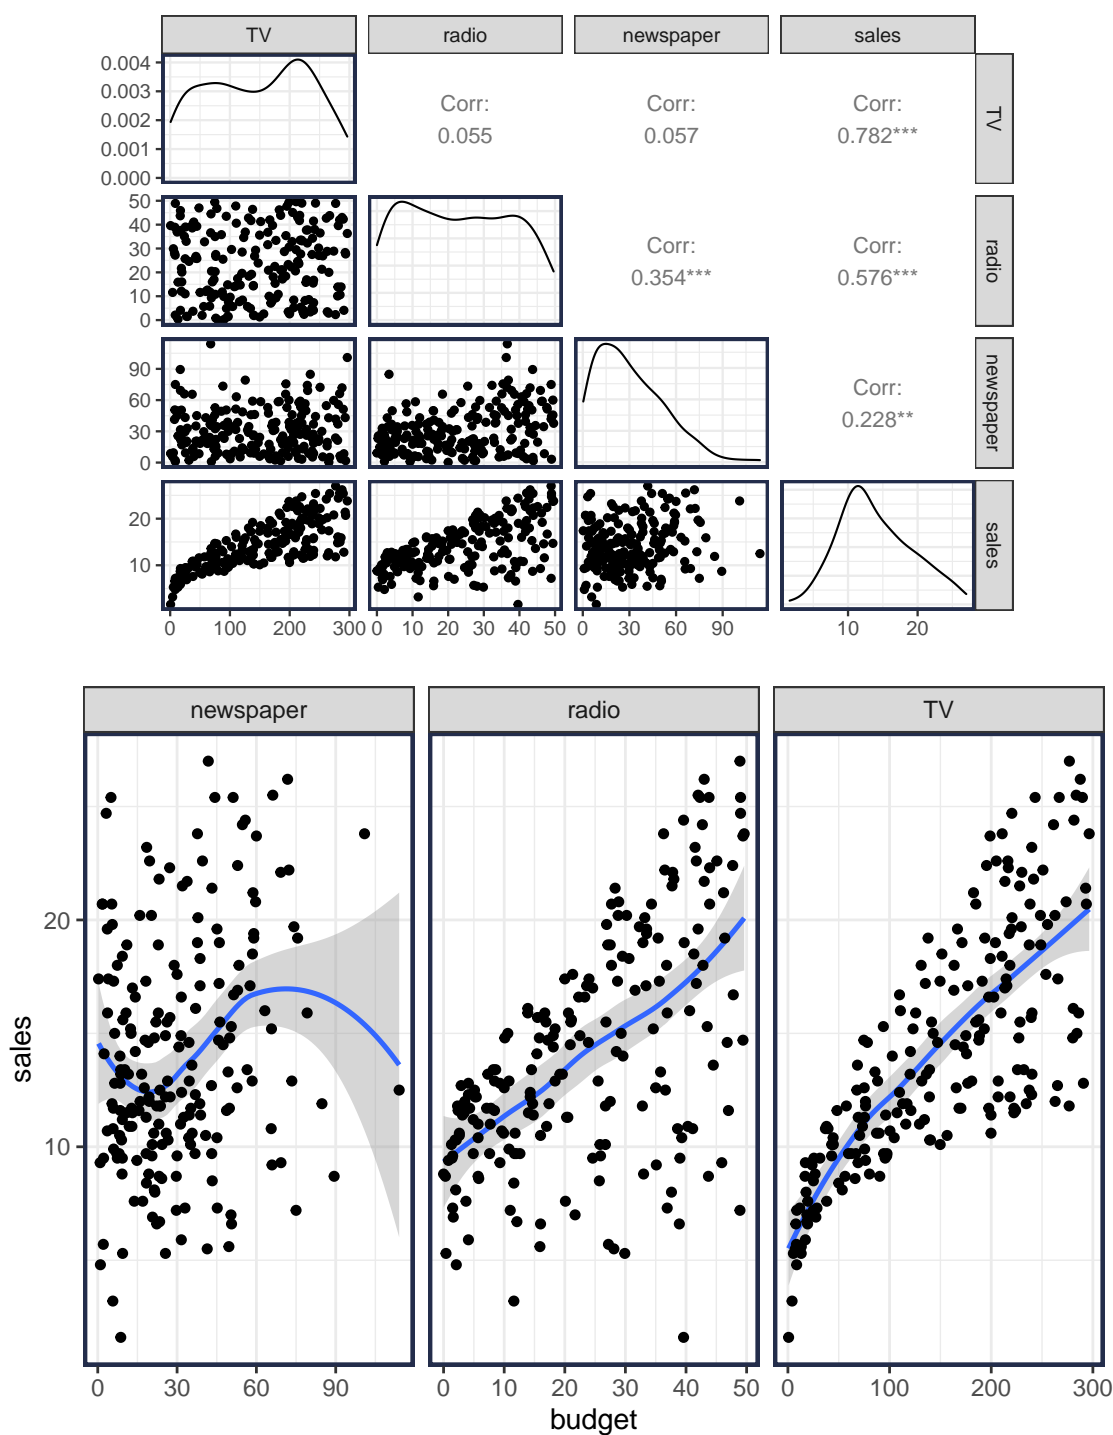 TV radio newspaper sales
0.004
0.003
0.002
0.001
0.000
Corr:
0.055
Corr:
0.057
Corr:
0.782***
TV
50
40
30
20
10
0
Corr:
0.354***
Corr:
0.576***
radio
90
60
30
0
Corr:
0.228**
newspaper
20
10
sales
0 100 200 300 0 10 20 30 40 50 0 30 60 90 10 20
newspaper radio TV
20
10
sales
0 30 60 90 0 10 20 30 40 50 0 100 200 300
budget